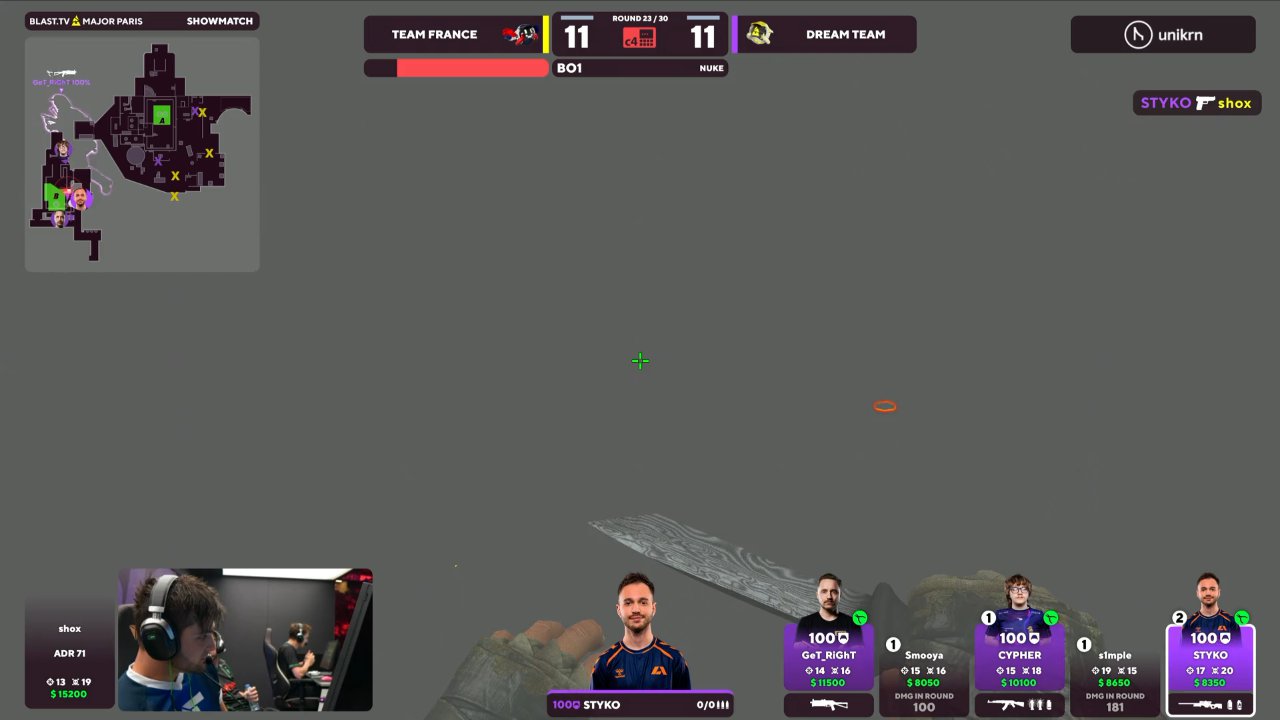 BLAST.TV MAJOR PARIS SHOWMATCH
TEAM FRANCE 11 ROUND 23 / 30 11 DREAM TEAM
C4
unikrn
BO1 NUKE
GeT_RiGhT 100%
STYKO shox
A
B
X X
X
X
X
X
shox
ADR 71
13 19
$ 15200
100 STYKO 0/0
100
GeT_RiGhT
14 16
$ 11500
1
Smooya
15 16
$ 8050
DMG IN ROUND
100
1
100
CYPHER
15 18
$ 10100
1
s1mple
19 15
$ 8650
DMG IN ROUND
181
2
100
STYKO
17 20
$ 8350